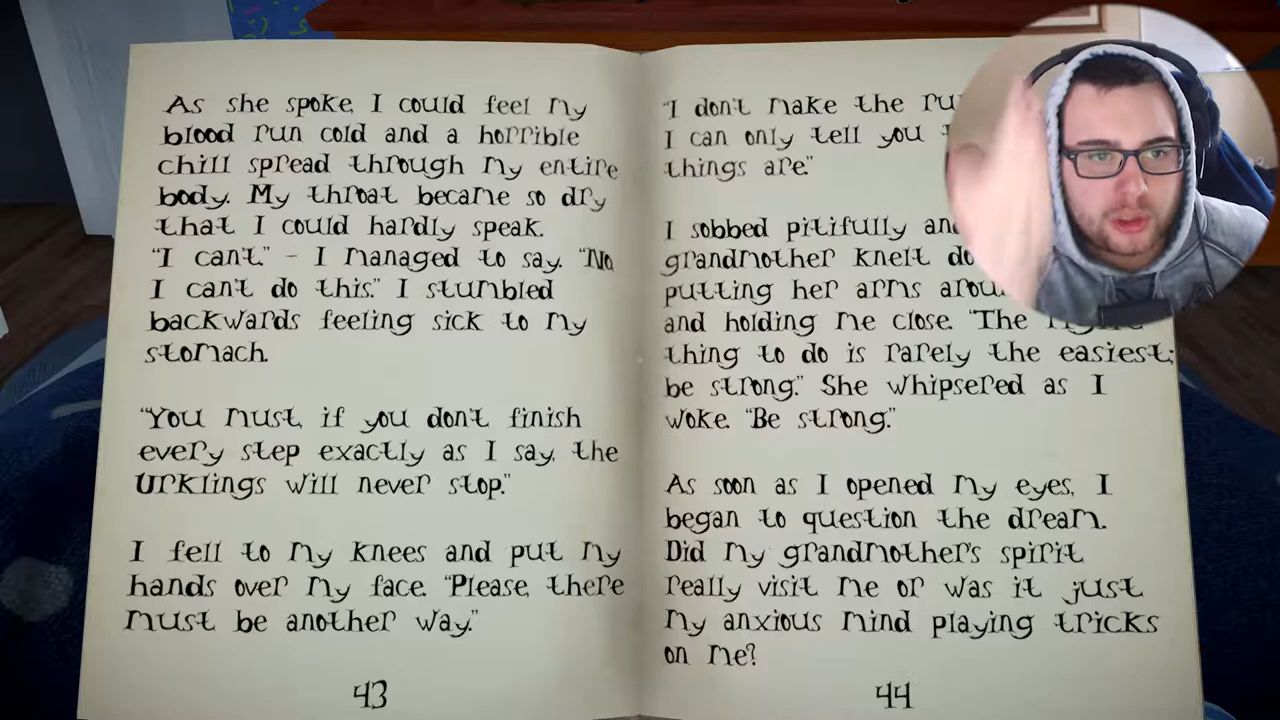 As she spoke, I could feel my
blood run cold and a horrible
chill spread through my entire
body. My throat became so dry
that I could hardly speak.
"I can't." - I managed to say. "No,
I can't do this." I stumbled
backwards feeling sick to my
stomach.
"You must, if you don't finish
every step exactly as I say, the
Urklings will never stop."
I fell to my knees and put my
hands over my face. "Please, there
must be another way."
43
"I don't make the
I can only tell you
things are."
I sobbed pitifully
grandmother knelt
putting her arms
and holding me close. "The
thing to do is rarely the easiest;
be strong." She whipsered as I
woke. "Be strong."
As soon as I opened my eyes, I
began to question the dream.
Did my grandmother's spirit
really visit me or was it just
my anxious mind playing tricks
on me?
44